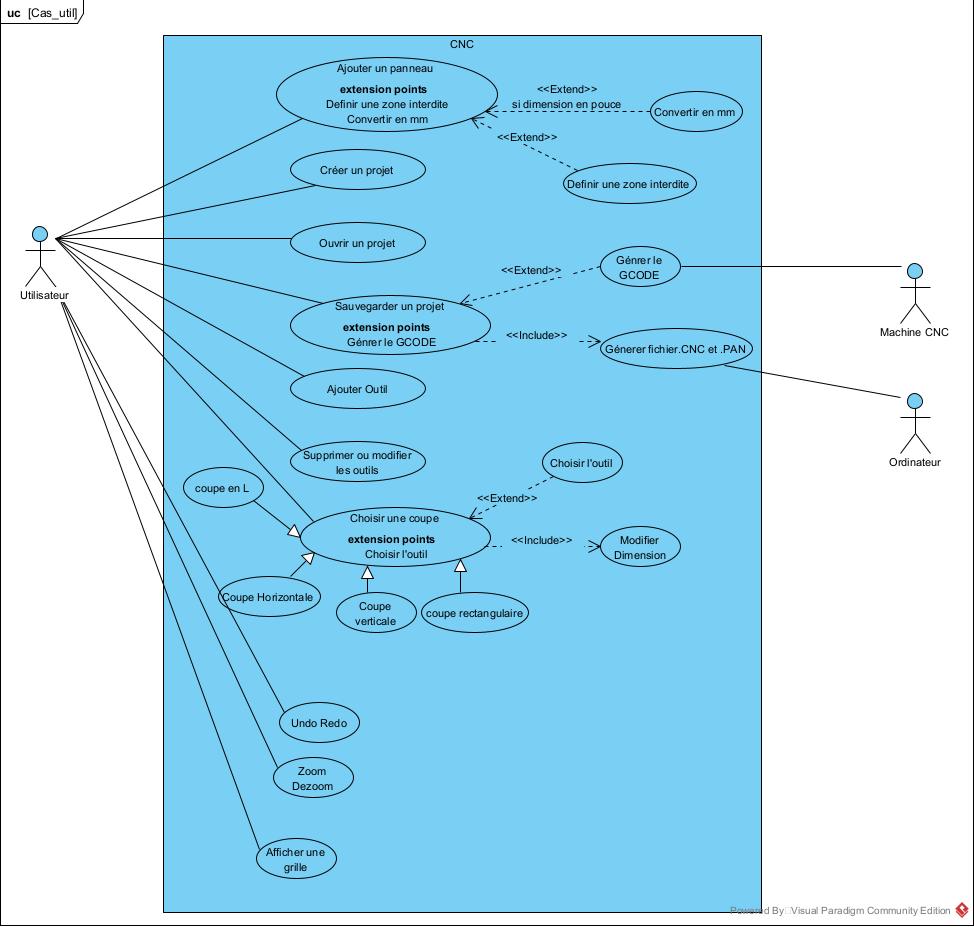 uc [Cas_util]
CNC
Ajouter un panneau
extension points
Definir une zone interdite
Convertir en mm
<<Extend>>
si dimension en pouce
Convertir en mm
<<Extend>>
Definir une zone interdite
Créer un projet
Ouvrir un projet
Utilisateur
Sauvegarder un projet
extension points
Génrer le GCODE
<<Extend>>
Génrer le
GCODE
Machine CNC
<<Include>>
Génerer fichier.CNC et .PAN
Ordinateur
Ajouter Outil
Supprimer ou modifier
les outils
coupe en L
Choisir une coupe
extension points
Choisir l'outil
<<Extend>>
Choisir l'outil
<<Include>>
Modifier
Dimension
Coupe Horizontale
Coupe
verticale
coupe rectangulaire
Undo Redo
Zoom
Dezoom
Afficher une
grille
Powered By Visual Paradigm Community Edition